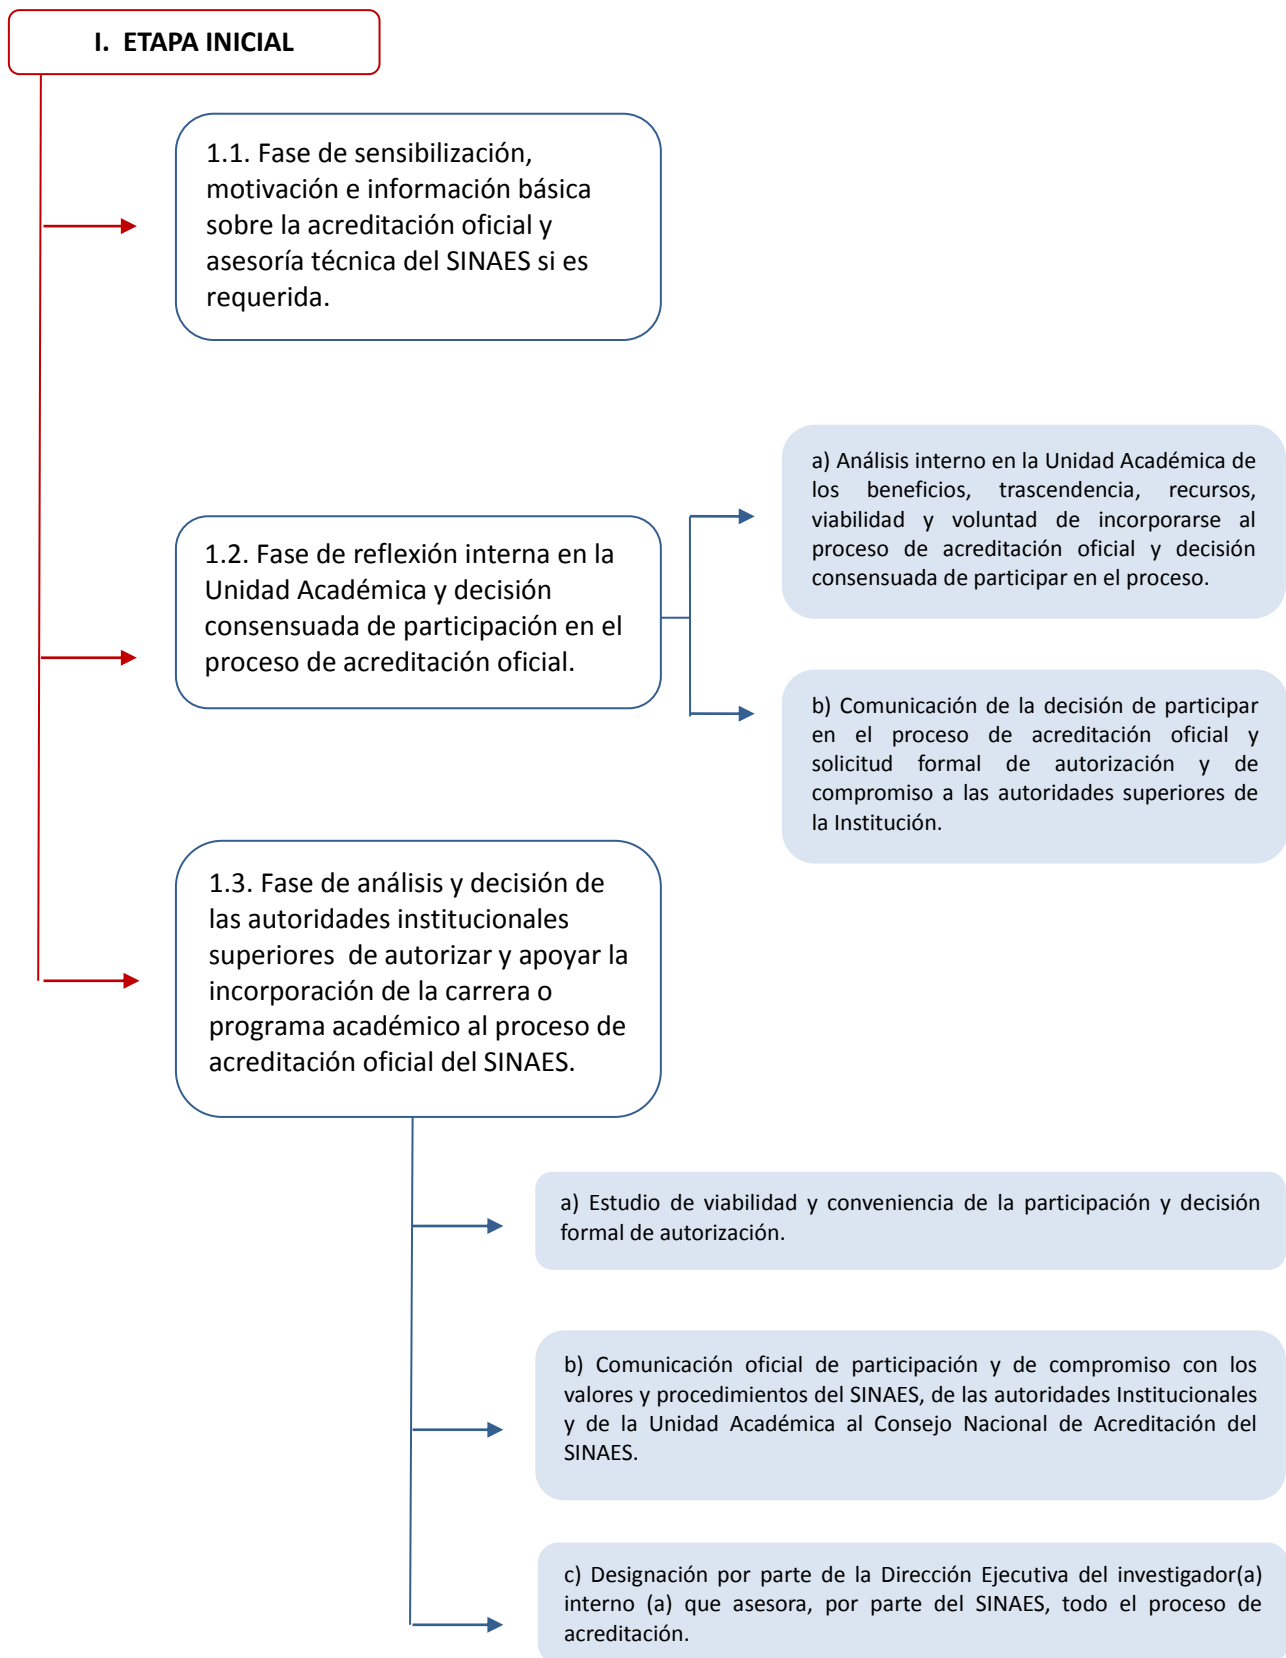 I. ETAPA INICIAL
1.1. Fase de sensibilización,
motivación e información básica
sobre la acreditación oficial y
asesoría técnica del SINAES si es
requerida.
1.2. Fase de reflexión interna en la
Unidad Académica y decisión
consensuada de participación en el
proceso de acreditación oficial.
a) Análisis interno en la Unidad Académica de
los beneficios, trascendencia, recursos,
viabilidad y voluntad de incorporarse al
proceso de acreditación oficial y decisión
consensuada de participar en el proceso.
b) Comunicación de la decisión de participar
en el proceso de acreditación oficial y
solicitud formal de autorización y de
compromiso a las autoridades superiores de
la Institución.
1.3. Fase de análisis y decisión de
las autoridades institucionales
superiores de autorizar y apoyar la
incorporación de la carrera o
programa académico al proceso de
acreditación oficial del SINAES.
a) Estudio de viabilidad y conveniencia de la participación y decisión
formal de autorización.
b) Comunicación oficial de participación y de compromiso con los
valores y procedimientos del SINAES, de las autoridades Institucionales
y de la Unidad Académica al Consejo Nacional de Acreditación del
SINAES.
c) Designación por parte de la Dirección Ejecutiva del investigador(a)
interno (a) que asesora, por parte del SINAES, todo el proceso de
acreditación.